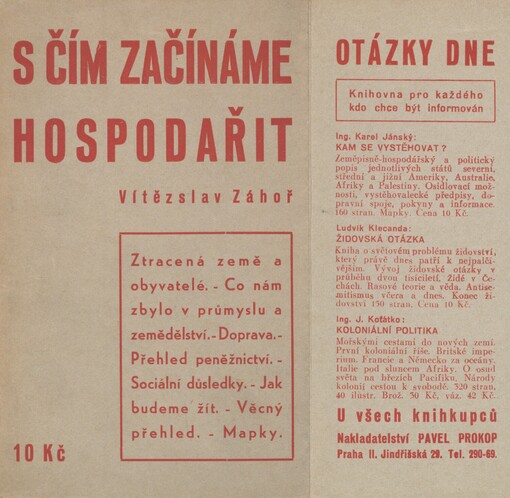 S ČÍM ZAČÍNÁME
HOSPODAŘIT
Vítězslav Záhoř
Ztracená země a
obyvatelé. - Co nám
zbylo v průmyslu a
zemědělství.-Doprava.-
Přehled peněžnictví. -
Sociální důsledky. - Jak
budeme žít. - Věcný
přehled. - Mapky.
10 Kč
OTÁZKY DNE
Knihovna pro každého
kdo chce být informován
Ing. Karel Jánský:
KAM SE VYSTĚHOVAT?
Zeměpisně-hospodářský a politický
popis jednotlivých států severní,
střední a jižní Ameriky, Australie,
Afriky a Palestiny. Osidlovací mož-
nosti, vystěhovalecké předpisy, do-
pravní spoje, pokyny a informace.
160 stran. Mapky. Cena 10 Kč.
Ludvík Klecanda:
ŽIDOVSKÁ OTÁZKA
Kniha o světovém problému židovství,
který právě dnes patří k nejpalči-
vějším. Vývoj židovské otázky v
průběhu dvou tisíciletí. Židé v Če-
chách. Rasové teorie a věda. Antise-
mitismus včera a dnes. Konec ži-
dovství 150 stran. Cena 10 Kč.
Ing. J. Koťátko:
KOLONIÁLNÍ POLITIKA
Mořskými cestami do nových zemí.
První koloniální říše. Britské impe-
rium. Francie a Německo za oceány.
Italie pod sluncem Afriky. O osud
světa na březích Pacifiku. Národy
kolonií cestou k svobodě. 320 stran.
40 ilustr. Brož. 30 Kč, váz. 42 Kč.
U všech knihkupců
Nakladatelství PAVEL PROKOP
Praha II. Jindřišská 29. Tel. 290-69.